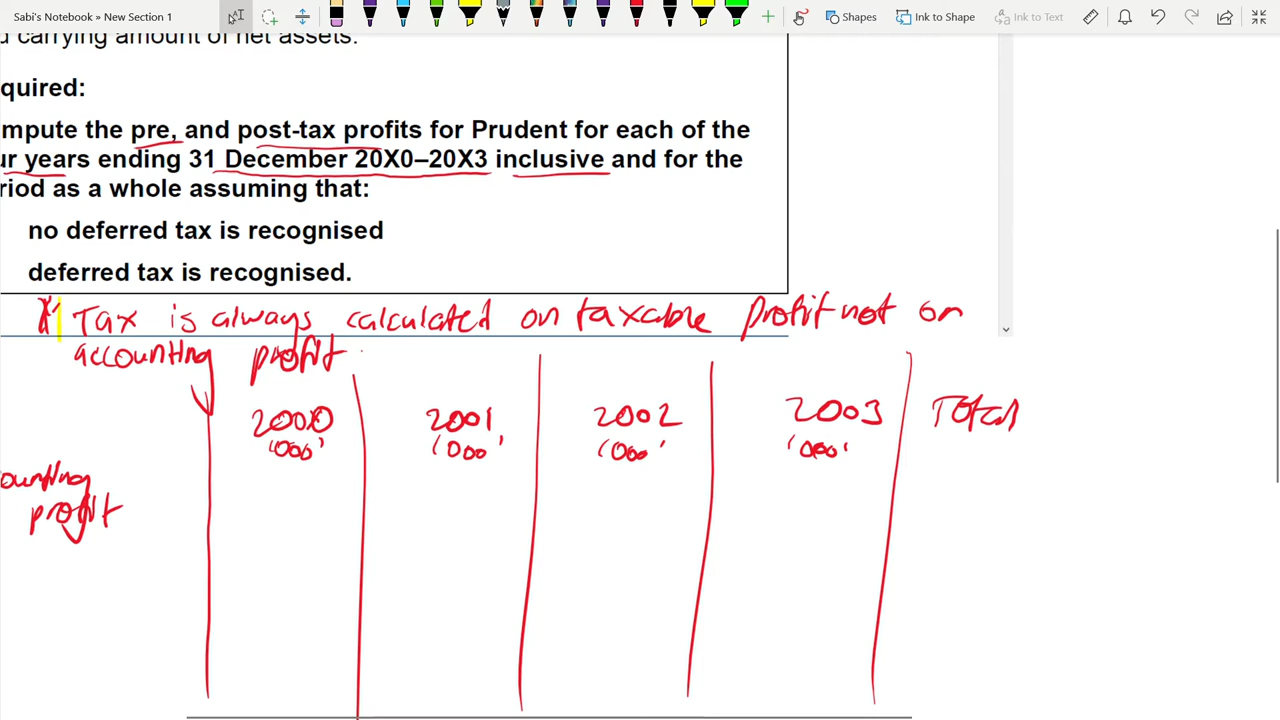 Sabi's Notebook » New Section 1
Shapes
Ink to Shape
Ink to Text
d carrying amount of net assets.
quired:
mpute the pre, and post-tax profits for Prudent for each of the
ur years ending 31 December 20X0–20X3 inclusive and for the
riod as a whole assuming that:
no deferred tax is recognised
deferred tax is recognised.
Tax is always calculated on taxable profit not on
accounting profit
2000 2001 2002 2003 Total
'000' '000' '000' '000'
counting
profit